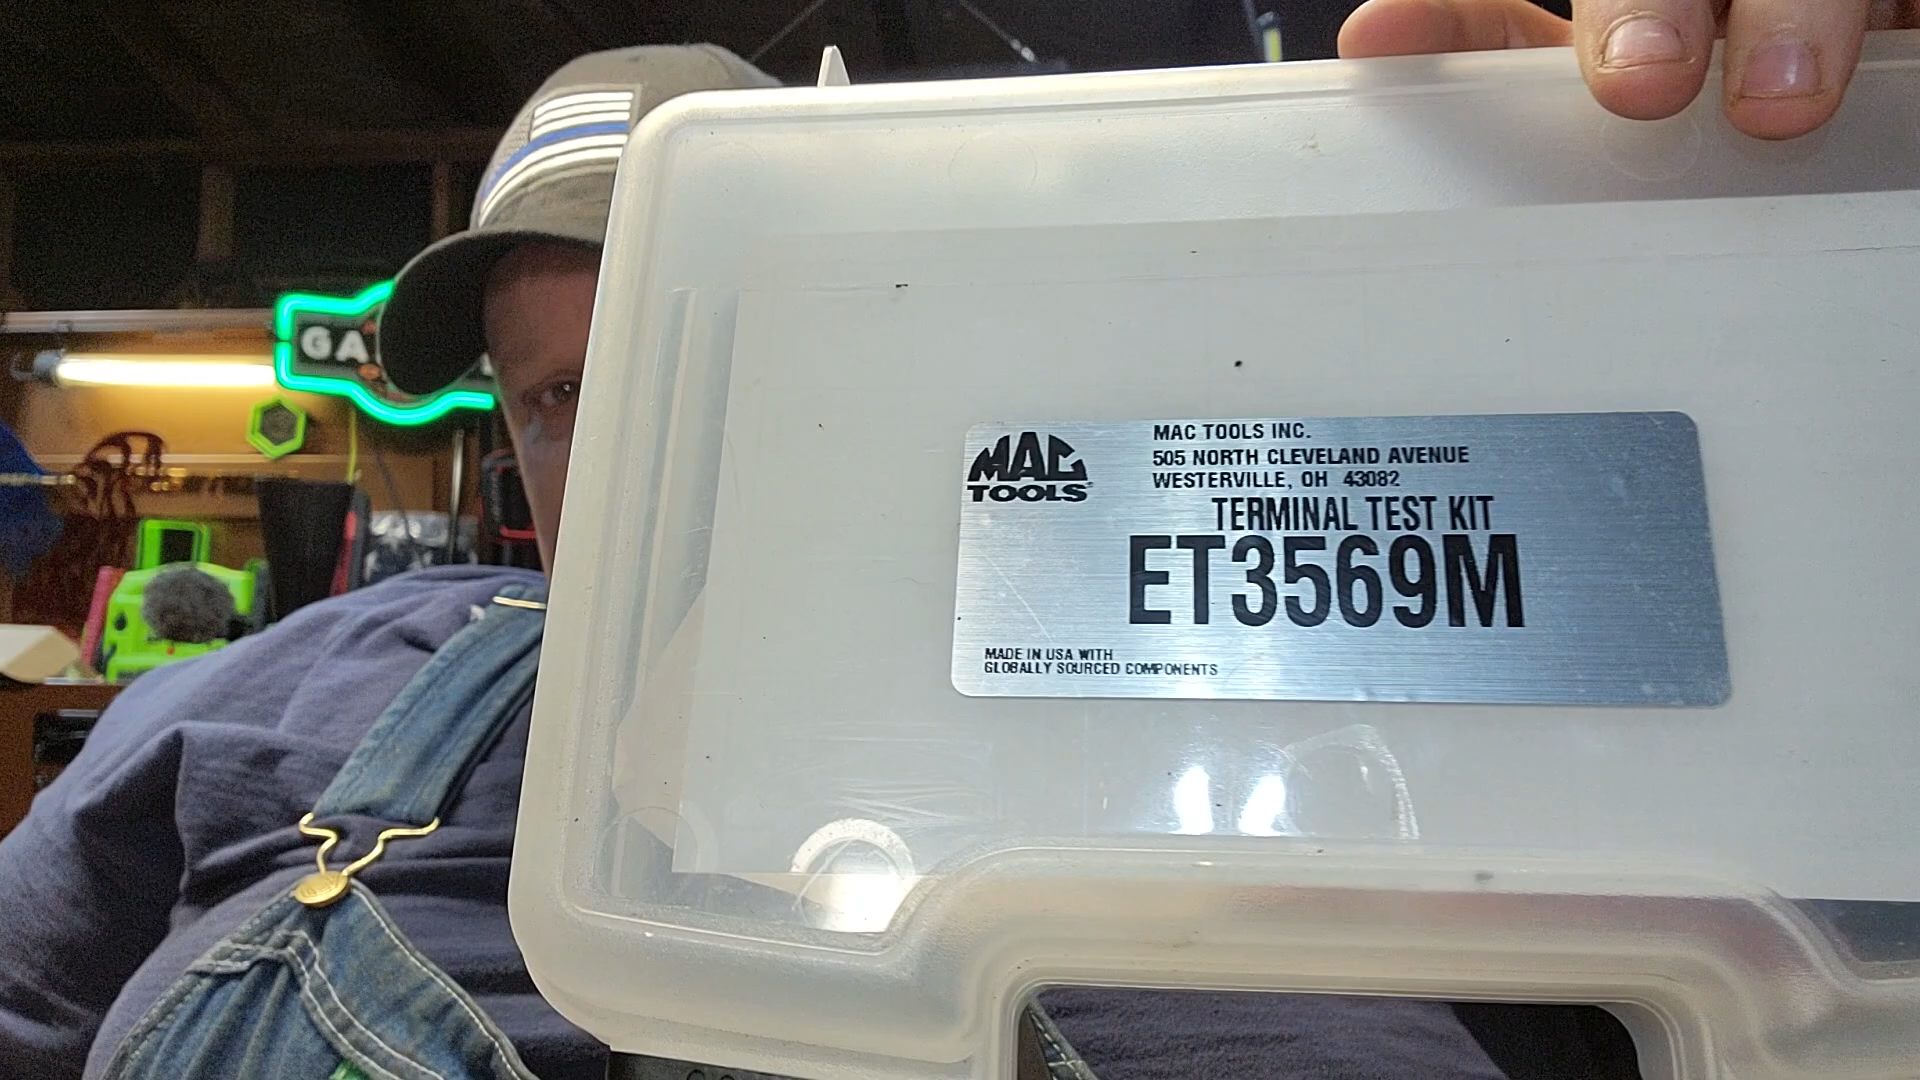 GA
MAC
TOOLS
MAC TOOLS INC.
505 NORTH CLEVELAND AVENUE
WESTERVILLE, OH 43082
TERMINAL TEST KIT
ET3569M
MADE IN USA WITH
GLOBALLY SOURCED COMPONENTS